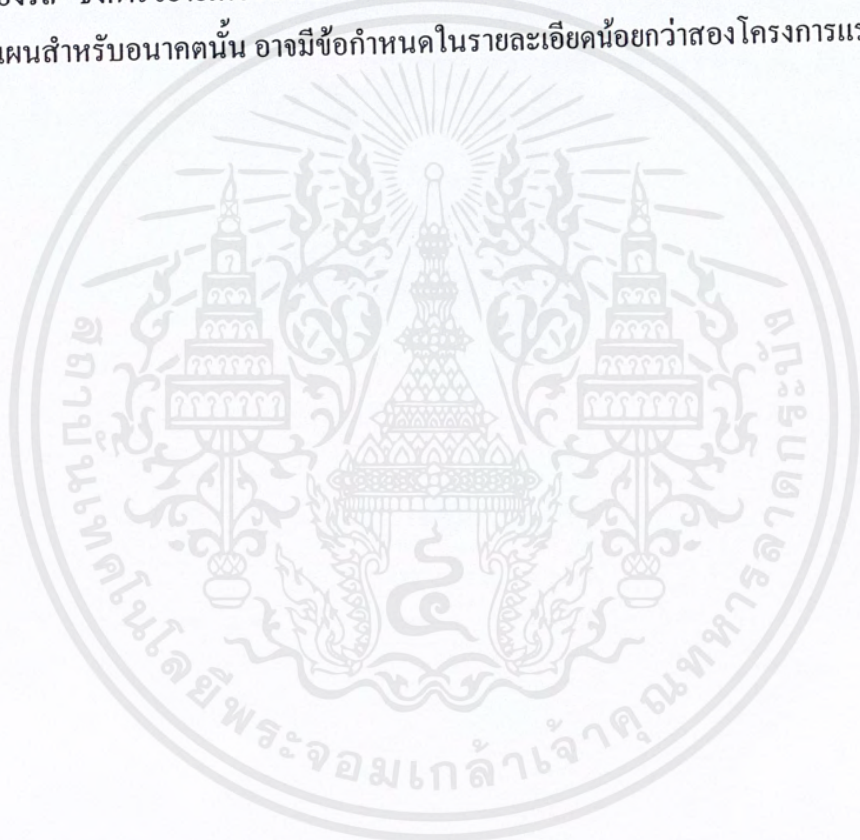 แผนสำหรับอนาคตนั้น อาจมีข้อกำหนดในรายละเอียดน้อยกว่าสองโครงการแร
สถาบันเทคโนโลยีพระจอมเกล้าเจ้าคุณทหารลาดกระบัง
๔